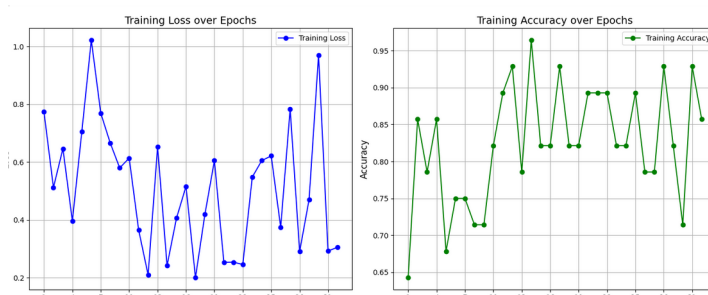 Training Loss over Epochs
Training Loss
1.0
0.8
0.6
0.4
0.2
Training Accuracy over Epochs
Training Accuracy
0.95
0.90
0.85
0.80
0.75
0.70
0.65
Accuracy